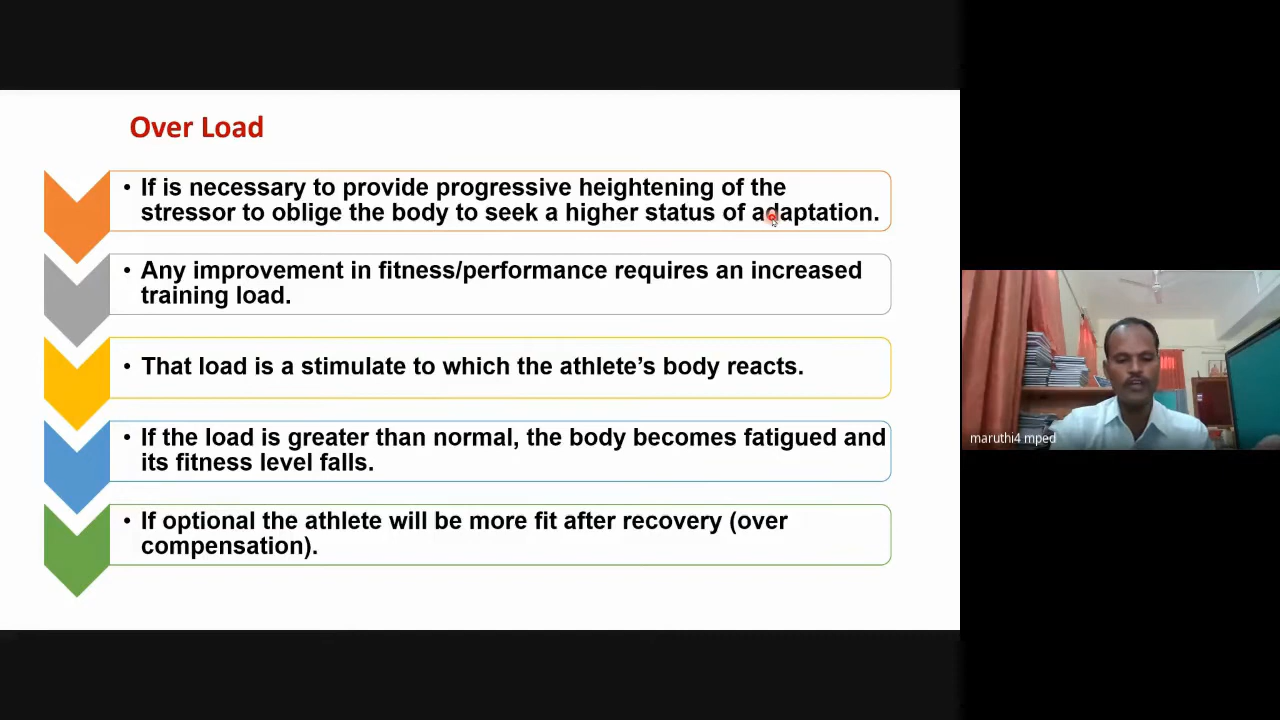 Over Load
• If is necessary to provide progressive heightening of the
stressor to oblige the body to seek a higher status of adaptation.
• Any improvement in fitness/performance requires an increased
training load.
• That load is a stimulate to which the athlete’s body reacts.
• If the load is greater than normal, the body becomes fatigued and
its fitness level falls.
• If optional the athlete will be more fit after recovery (over
compensation).
maruthi4 mped